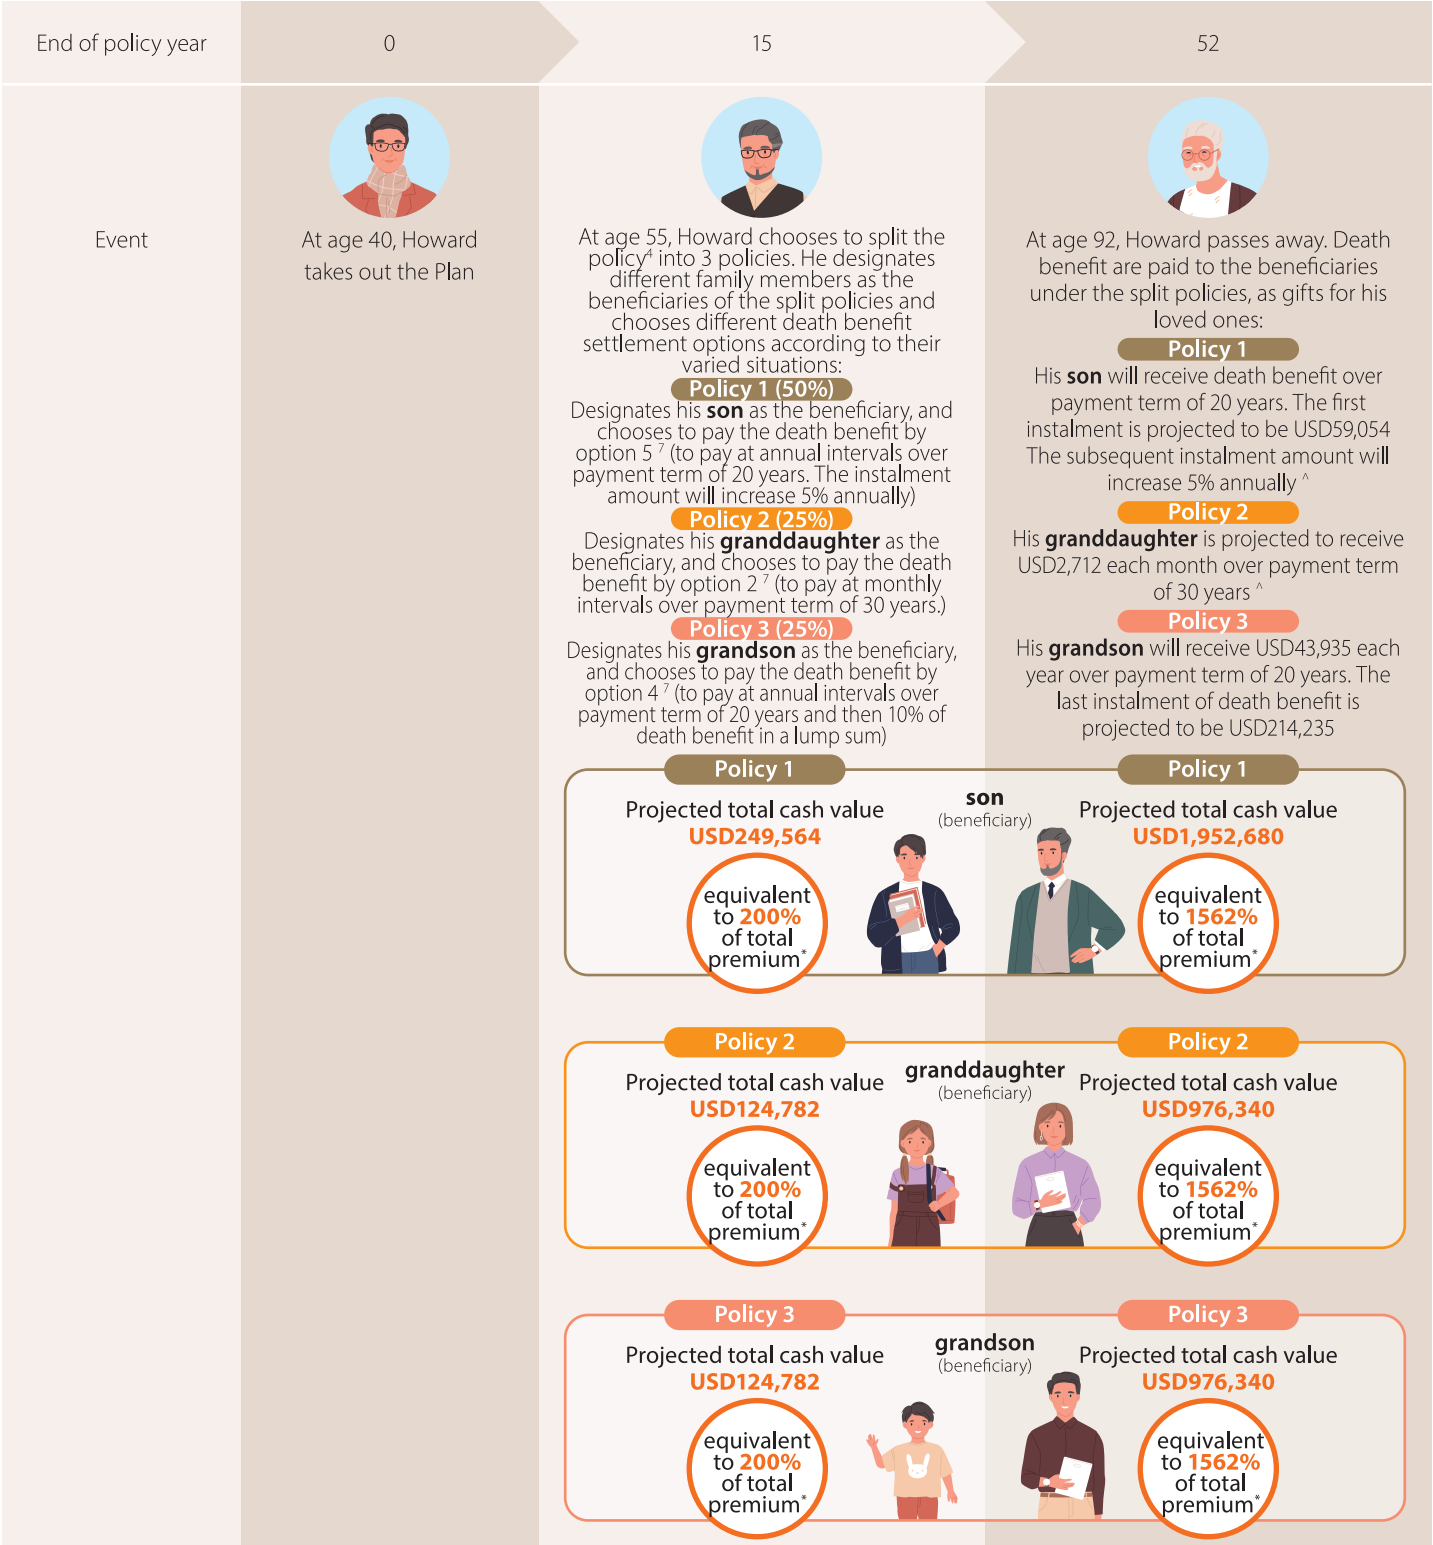 End of policy year
0
15
52
Event
At age 40, Howard
takes out the Plan
At age 55, Howard chooses to split the
policy⁴ into 3 policies. He designates
different family members as the
beneficiaries of the split policies and
chooses different death benefit
settlement options according to their
varied situations:
Policy 1 (50%)
Designates his son as the beneficiary, and
chooses to pay the death benefit by
option 5 ⁷ (to pay at annual intervals over
payment term of 20 years. The instalment
amount will increase 5% annually)
Policy 2 (25%)
Designates his granddaughter as the
beneficiary, and chooses to pay the death
benefit by option 2 ⁷ (to pay at monthly
intervals over payment term of 30 years.)
Policy 3 (25%)
Designates his grandson as the beneficiary,
and chooses to pay the death benefit by
option 4 ⁷ (to pay at annual intervals over
payment term of 20 years and then 10% of
death benefit in a lump sum)
At age 92, Howard passes away. Death
benefit are paid to the beneficiaries
under the split policies, as gifts for his
loved ones:
Policy 1
His son will receive death benefit over
payment term of 20 years. The first
instalment is projected to be USD59,054
The subsequent instalment amount will
increase 5% annually ^
Policy 2
His granddaughter is projected to receive
USD2,712 each month over payment term
of 30 years ^
Policy 3
His grandson will receive USD43,935 each
year over payment term of 20 years. The
last instalment of death benefit is
projected to be USD214,235
Policy 1
Projected total cash value
USD249,564
equivalent
to 200%
of total
premium*
son
(beneficiary)
Policy 1
Projected total cash value
USD1,952,680
equivalent
to 1562%
of total
premium*
Policy 2
Projected total cash value
USD124,782
equivalent
to 200%
of total
premium*
granddaughter
(beneficiary)
Policy 2
Projected total cash value
USD976,340
equivalent
to 1562%
of total
premium*
Policy 3
Projected total cash value
USD124,782
equivalent
to 200%
of total
premium*
grandson
(beneficiary)
Policy 3
Projected total cash value
USD976,340
equivalent
to 1562%
of total
premium*